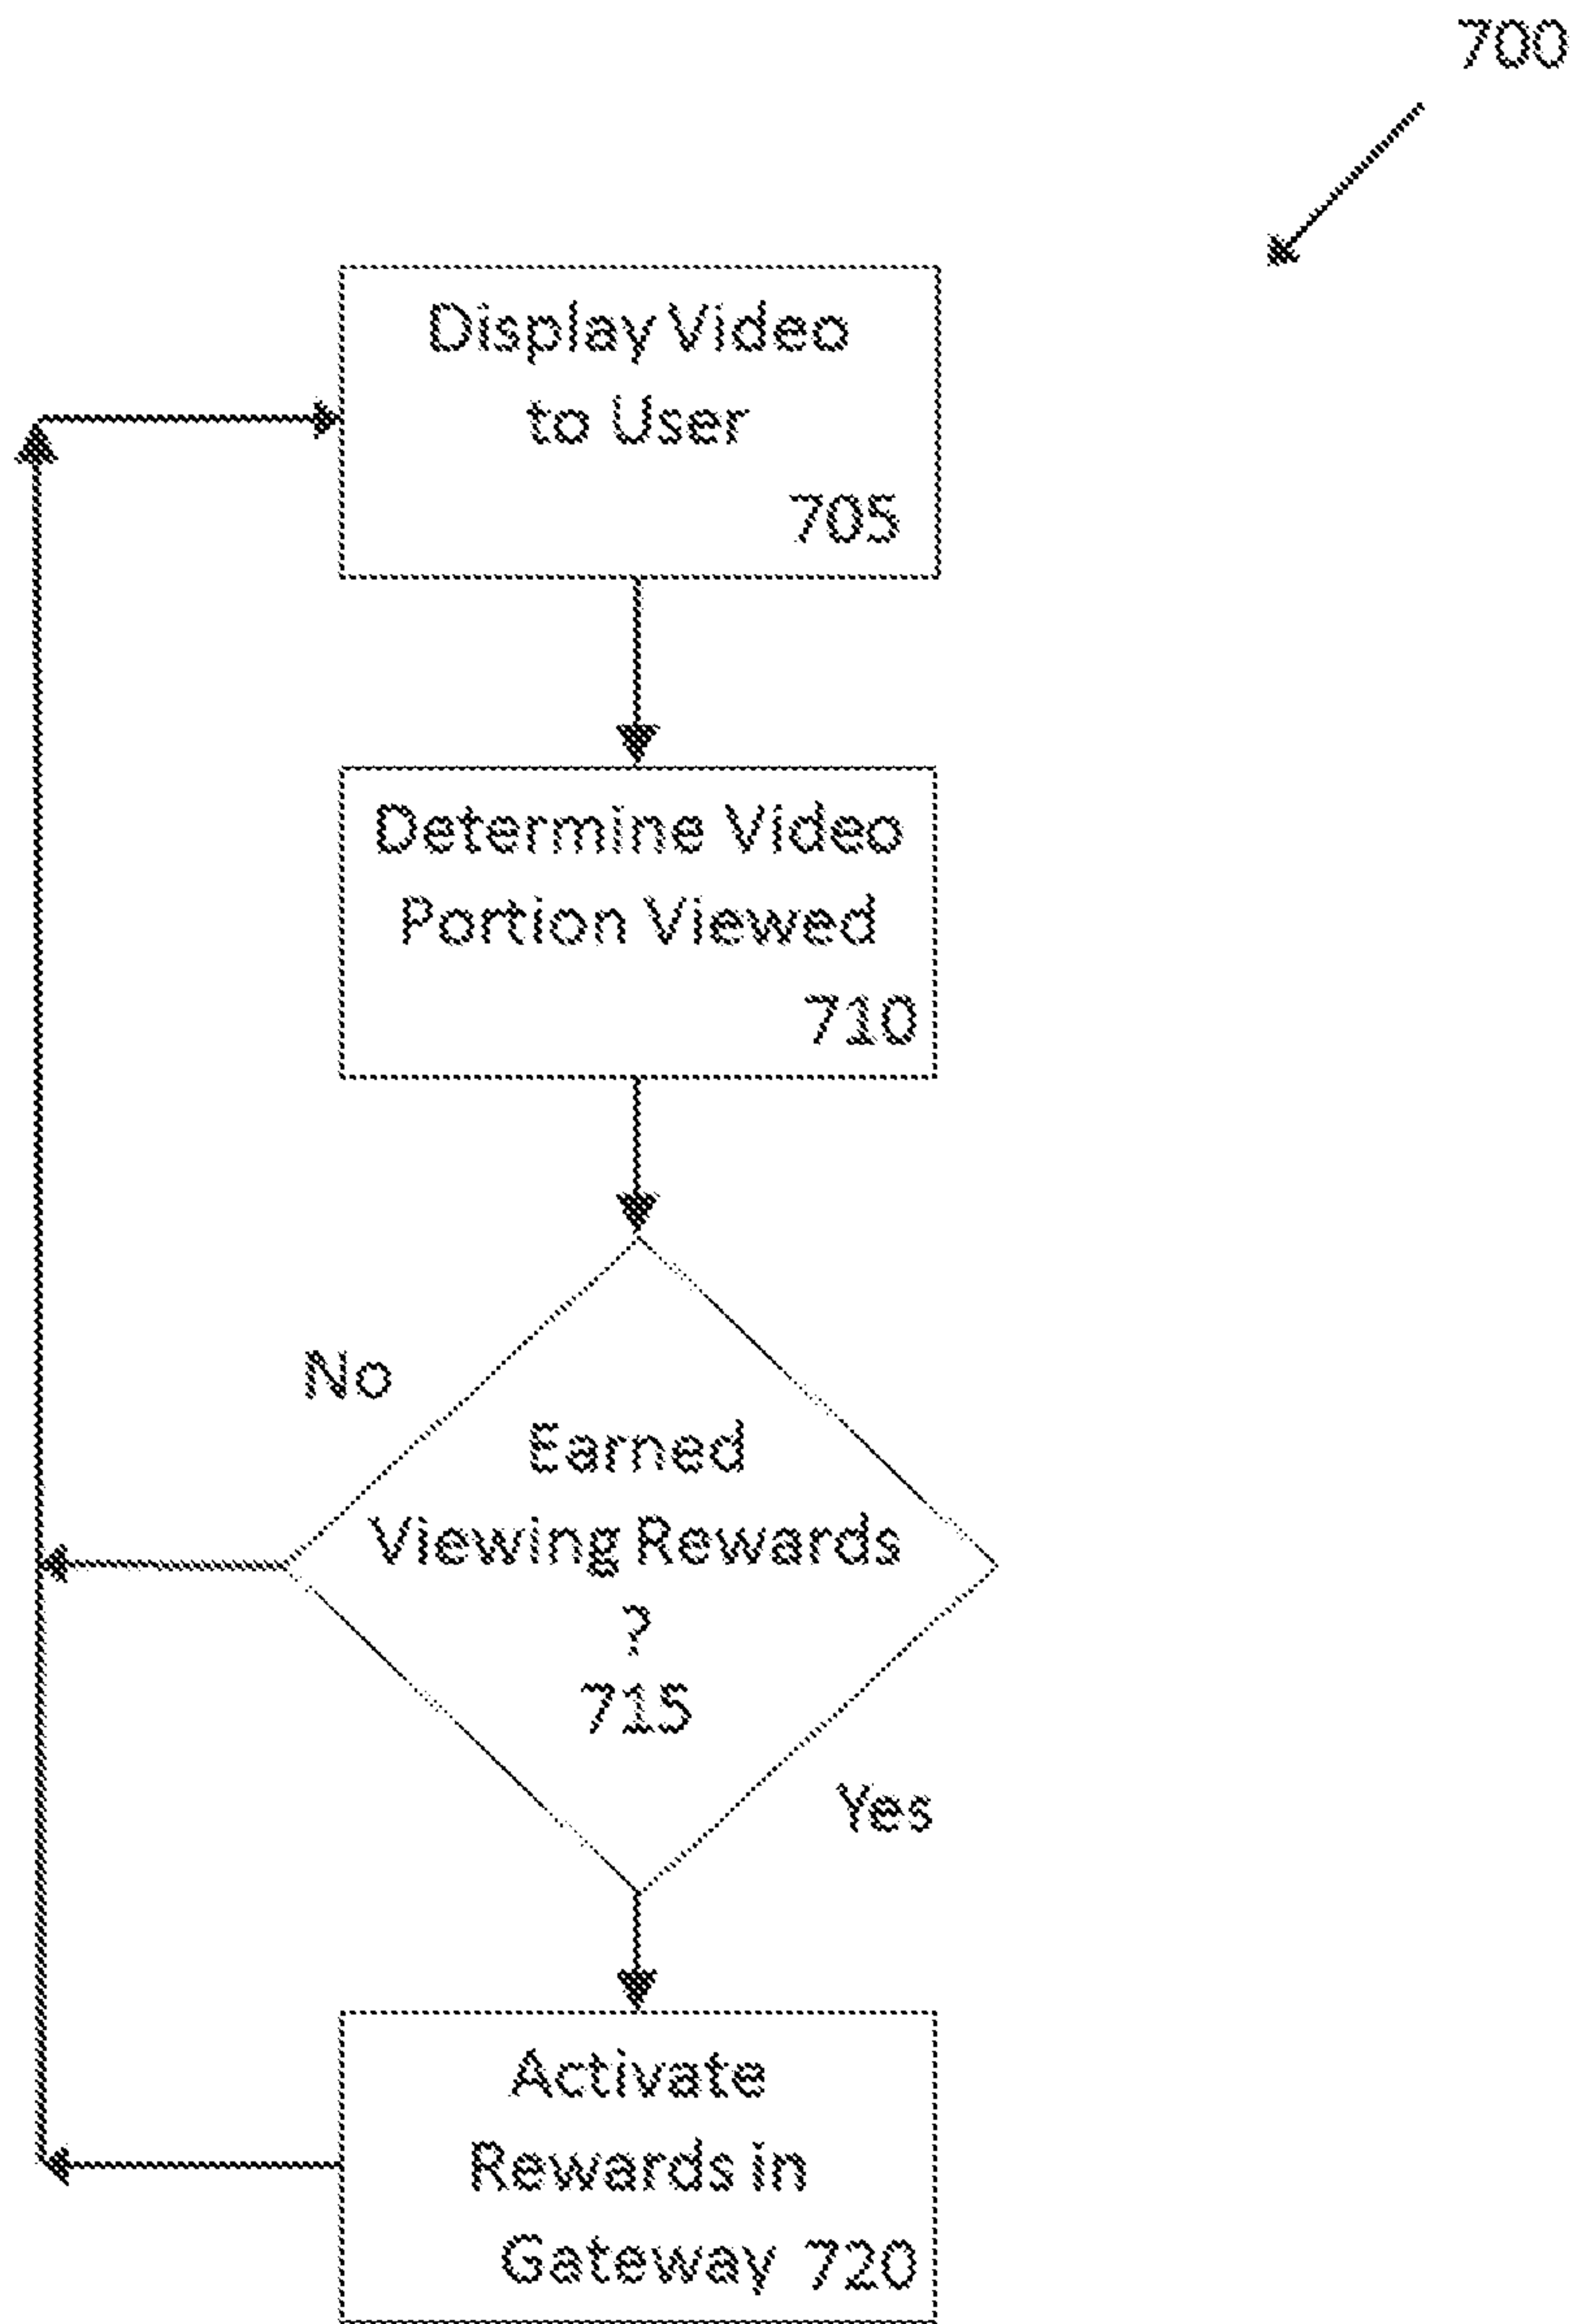 700
Display Video
to User
705
Determine Video
Portion Viewed
710
No
Earned
Viewing Rewards
?
715
Yes
Activate
Rewards in
Gateway 720